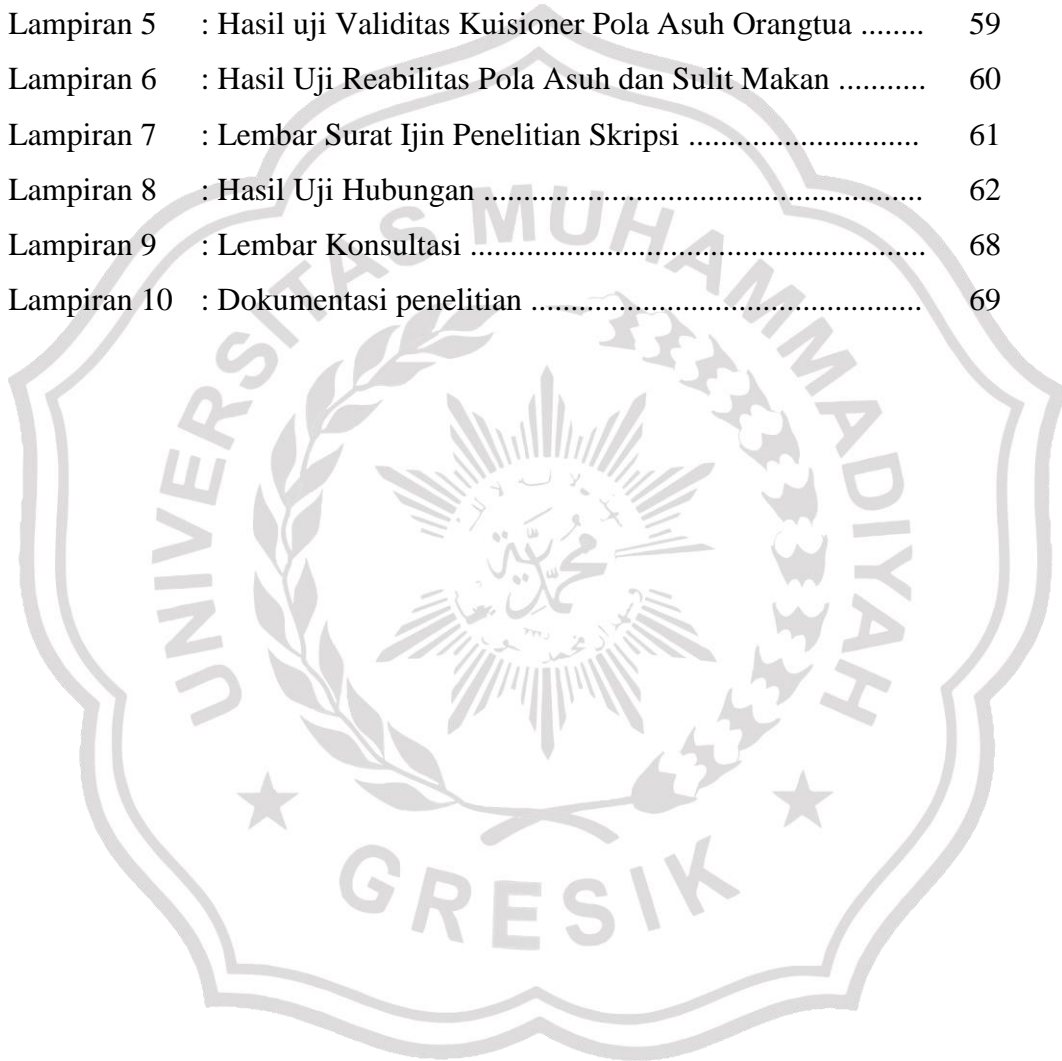 Lampiran 5 : Hasil uji Validitas Kuisioner Pola Asuh Orangtua ........ 59
Lampiran 6 : Hasil Uji Reabilitas Pola Asuh dan Sulit Makan ........... 60
Lampiran 7 : Lembar Surat Ijin Penelitian Skripsi ............................. 61
Lampiran 8 : Hasil Uji Hubungan ....................................................... 62
Lampiran 9 : Lembar Konsultasi ......................................................... 68
Lampiran 10 : Dokumentasi penelitian ................................................. 69
UNIVERSITAS MUHAMMADIYAH
GRESIK